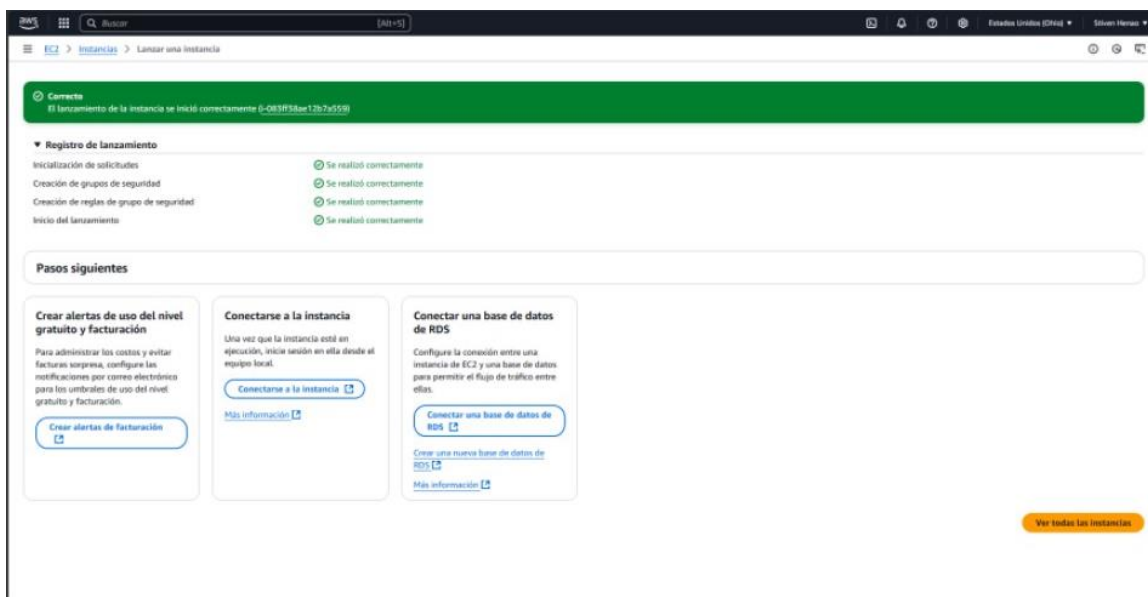 aws
Buscar
[Alt+S]
Estados Unidos (Ohio)
Stiven Henao
EC2 > Instancias > Lanzar una instancia
Correcto
El lanzamiento de la instancia se inició correctamente (i-083ff38ae12b7a559)
Registro de lanzamiento
Inicialización de solicitudes
Se realizó correctamente
Creación de grupos de seguridad
Se realizó correctamente
Creación de reglas de grupo de seguridad
Se realizó correctamente
Inicio del lanzamiento
Se realizó correctamente
Pasos siguientes
Crear alertas de uso del nivel
gratuito y facturación
Para administrar los costos y evitar
facturas sorpresa, configure las
notificaciones por correo electrónico
para los umbrales de uso del nivel
gratuito y facturación.
Crear alertas de facturación
Conectarse a la instancia
Una vez que la instancia esté en
ejecución, inicie sesión en ella desde el
equipo local.
Conectarse a la instancia
Más información
Conectar una base de datos
de RDS
Configure la conexión entre una
instancia de EC2 y una base de datos
para permitir el flujo de tráfico entre
ellas.
Conectar una base de datos de
RDS
Crear una nueva base de datos de
RDS
Más información
Ver todas las instancias